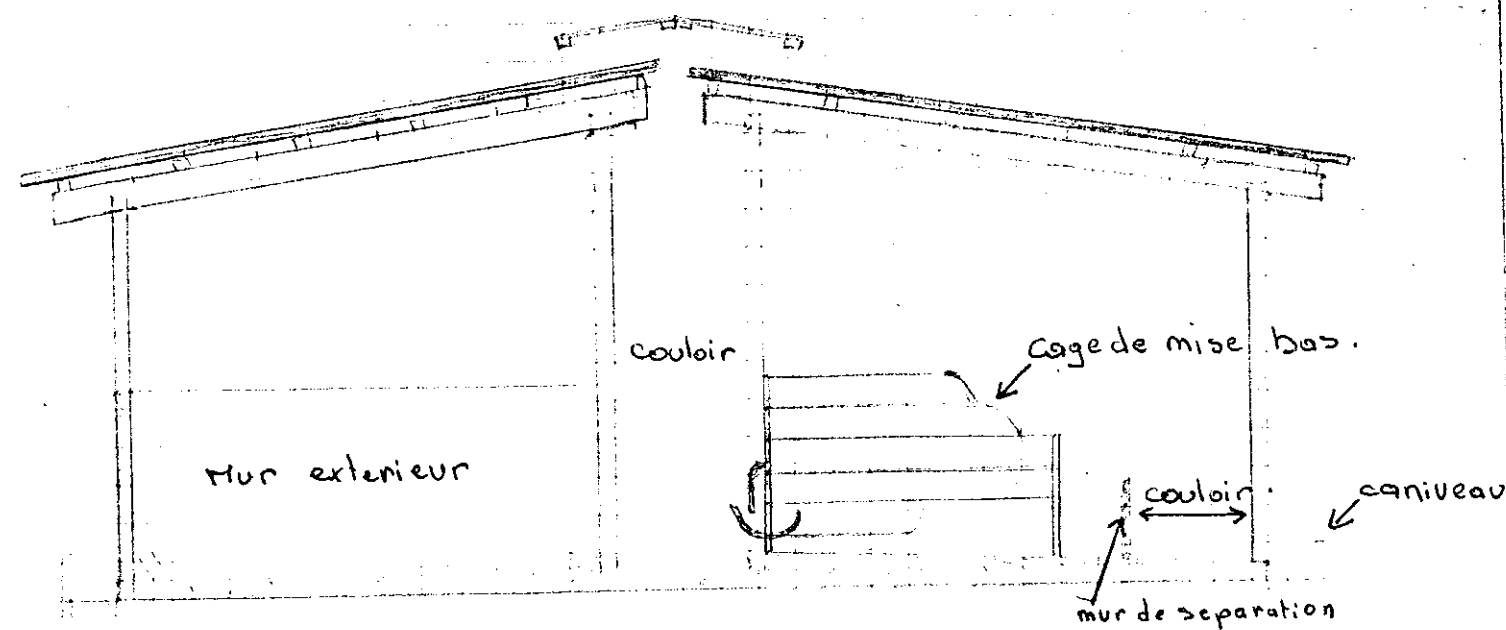 couloir
cage de mise bas.
Mur exterieur
couloir
caniveau
mur de separation